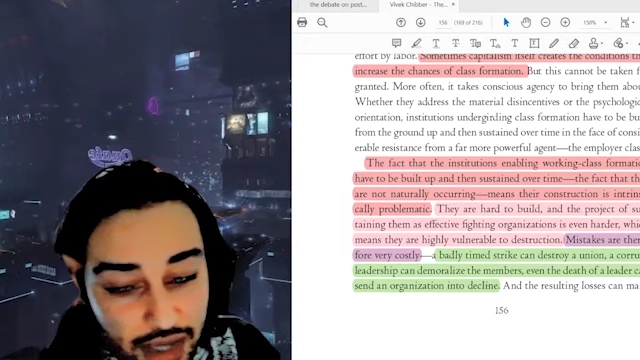 the debate on post...
Vivek Chibber - The...
156
(169 of 216)
150%
effort by labor. Sometimes capitalism itself creates the conditions th
increase the chances of class formation. But this cannot be taken f
granted. More often, it takes conscious agency to bring them abou
Whether they address the material disincentives or the psycholog
orientation, institutions undergirding class formation have to be bu
from the ground up and then sustained over time in the face of consi
erable resistance from a far more powerful agent—the employer clas
The fact that the institutions enabling working-class formatio
have to be built up and then sustained over time—the fact that th
are not naturally occurring—means their construction is intrins
cally problematic. They are hard to build, and the project of su
taining them as effective fighting organizations is even harder, whic
means they are highly vulnerable to destruction. Mistakes are ther
fore very costly—a badly timed strike can destroy a union, a corru
leadership can demoralize the members, even the death of a leader ca
send an organization into decline. And the resulting losses can ma
156